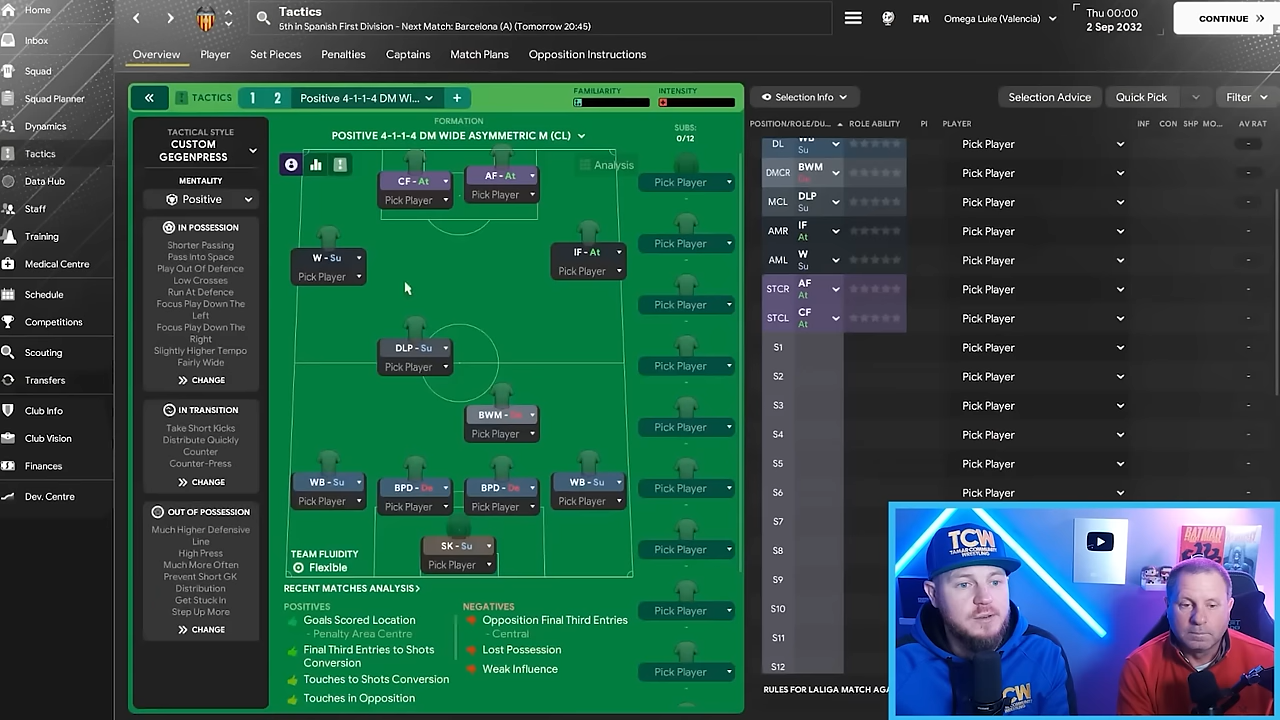 Home
Inbox
Squad
Squad Planner
Dynamics
Tactics
Data Hub
Staff
Training
Medical Centre
Schedule
Competitions
Scouting
Transfers
Club Info
Club Vision
Finances
Dev. Centre
Tactics
5th in Spanish First Division - Next Match: Barcelona (A) (Tomorrow 20:45)
FM
Omega Luke (Valencia)
Thu 00:00
2 Sep 2032
CONTINUE
Overview
Player
Set Pieces
Penalties
Captains
Match Plans
Opposition Instructions
TACTICS
1
2
Positive 4-1-1-4 DM Wi...
+
FAMILIARITY
INTENSITY
TACTICAL STYLE
CUSTOM
GEGENPRESS
MENTALITY
Positive
IN POSSESSION
Shorter Passing
Pass Into Space
Play Out Of Defence
Low Crosses
Run At Defence
Focus Play Down The
Left
Focus Play Down The
Right
Slightly Higher Tempo
Fairly Wide
CHANGE
IN TRANSITION
Take Short Kicks
Distribute Quickly
Counter
Counter-Press
CHANGE
OUT OF POSSESSION
Much Higher Defensive
Line
High Press
Much More Often
Prevent Short GK
Distribution
Get Stuck In
Step Up More
CHANGE
FORMATION
POSITIVE 4-1-1-4 DM WIDE ASYMMETRIC M (CL)
SUBS:
0/12
Analysis
CF - At
Pick Player
AF - At
Pick Player
W - Su
Pick Player
IF - At
Pick Player
DLP - Su
Pick Player
BWM - De
Pick Player
WB - Su
Pick Player
BPD - De
Pick Player
BPD - De
Pick Player
WB - Su
Pick Player
SK - Su
Pick Player
TEAM FLUIDITY
Flexible
Pick Player
Pick Player
Pick Player
Pick Player
Pick Player
Pick Player
Pick Player
Pick Player
Pick Player
RECENT MATCHES ANALYSIS
POSITIVES
Goals Scored Location
- Penalty Area Centre
Final Third Entries to Shots
Conversion
Touches to Shots Conversion
Touches in Opposition
NEGATIVES
Opposition Final Third Entries
- Central
Lost Possession
Weak Influence
Selection Info
Selection Advice
Quick Pick
Filter
POSITION/ROLE/DU...
ROLE ABILITY
PI
PLAYER
INF
CON
SHP
MO...
AV RAT
DL WB Su Pick Player -
DMCR BWM De Pick Player -
MCL DLP Su Pick Player -
AMR IF At Pick Player -
AML W Su Pick Player -
STCR AF At Pick Player -
STCL CF At Pick Player -
S1 Pick Player -
S2 Pick Player -
S3 Pick Player -
S4 Pick Player -
S5 Pick Player -
S6 Pick Player -
S7
S8
S9
S10
S11
S12
RULES FOR LALIGA MATCH AGA
TCW
TAMAR COMMUNITY
WRESTLING
TCW
BATMAN